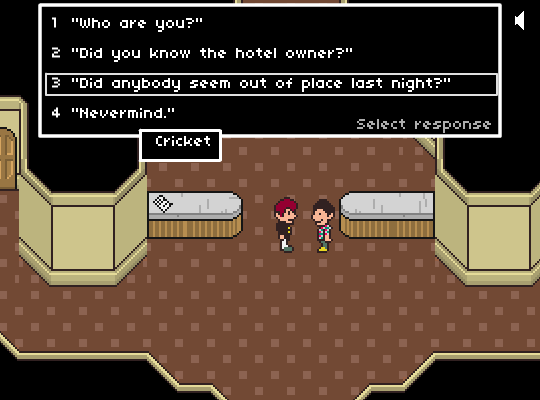 1 "Who are you?"
2 "Did you know the hotel owner?"
3 "Did anybody seem out of place last night?"
4 "Nevermind."
Select response
Cricket